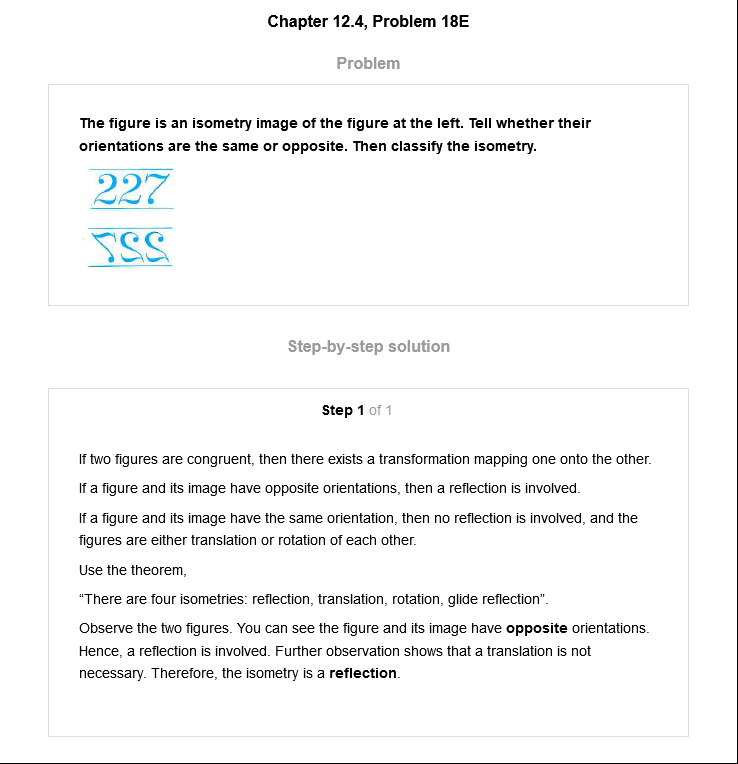 Chapter 12.4, Problem 18E
Problem
The figure is an isometry image of the figure at the left. Tell whether their
orientations are the same or opposite. Then classify the isometry.
227
227
Step-by-step solution
Step 1 of 1
If two figures are congruent, then there exists a transformation mapping one onto the other.
If a figure and its image have opposite orientations, then a reflection is involved.
If a figure and its image have the same orientation, then no reflection is involved, and the
figures are either translation or rotation of each other.
Use the theorem,
“There are four isometries: reflection, translation, rotation, glide reflection”.
Observe the two figures. You can see the figure and its image have opposite orientations.
Hence, a reflection is involved. Further observation shows that a translation is not
necessary. Therefore, the isometry is a reflection.